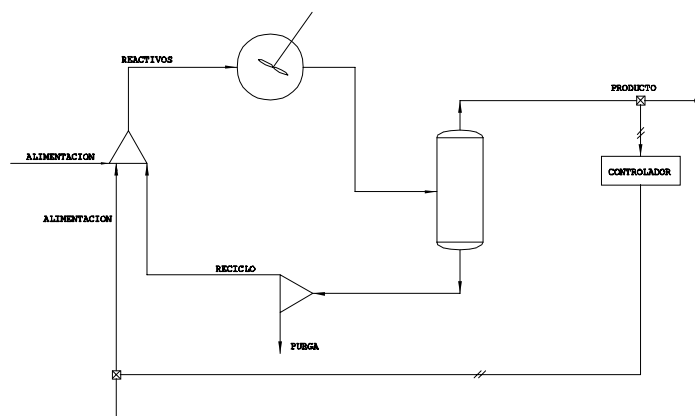 REACTIVOS
PRODUCTO
ALIMENTACION
CONTROLADOR
ALIMENTACION
RECICLO
PURGA